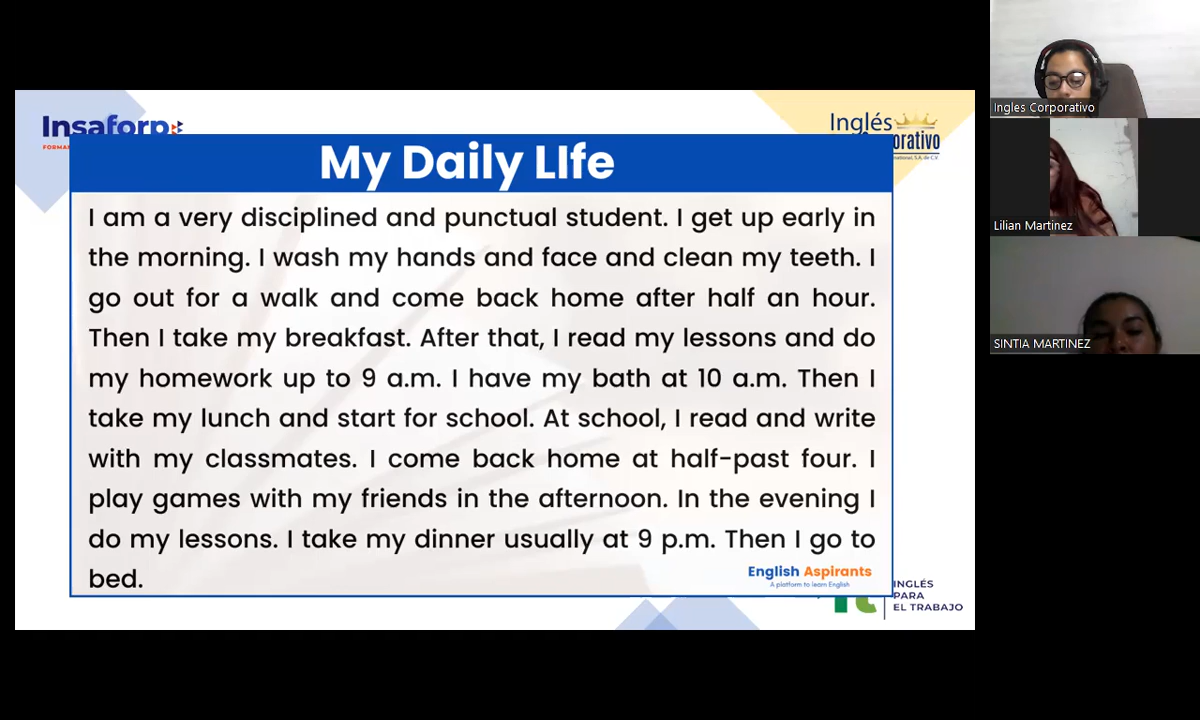 Insaforp
FORMA
Inglés
orativo
national, S.A. de C.V.
My Daily LIfe
I am a very disciplined and punctual student. I get up early in
the morning. I wash my hands and face and clean my teeth. I
go out for a walk and come back home after half an hour.
Then I take my breakfast. After that, I read my lessons and do
my homework up to 9 a.m. I have my bath at 10 a.m. Then I
take my lunch and start for school. At school, I read and write
with my classmates. I come back home at half-past four. I
play games with my friends in the afternoon. In the evening I
do my lessons. I take my dinner usually at 9 p.m. Then I go to
bed.
English Aspirants
A platform to learn English
INGLÉS
PARA
EL TRABAJO
Ingles Corporativo
Lilian Martinez
SINTIA MARTINEZ